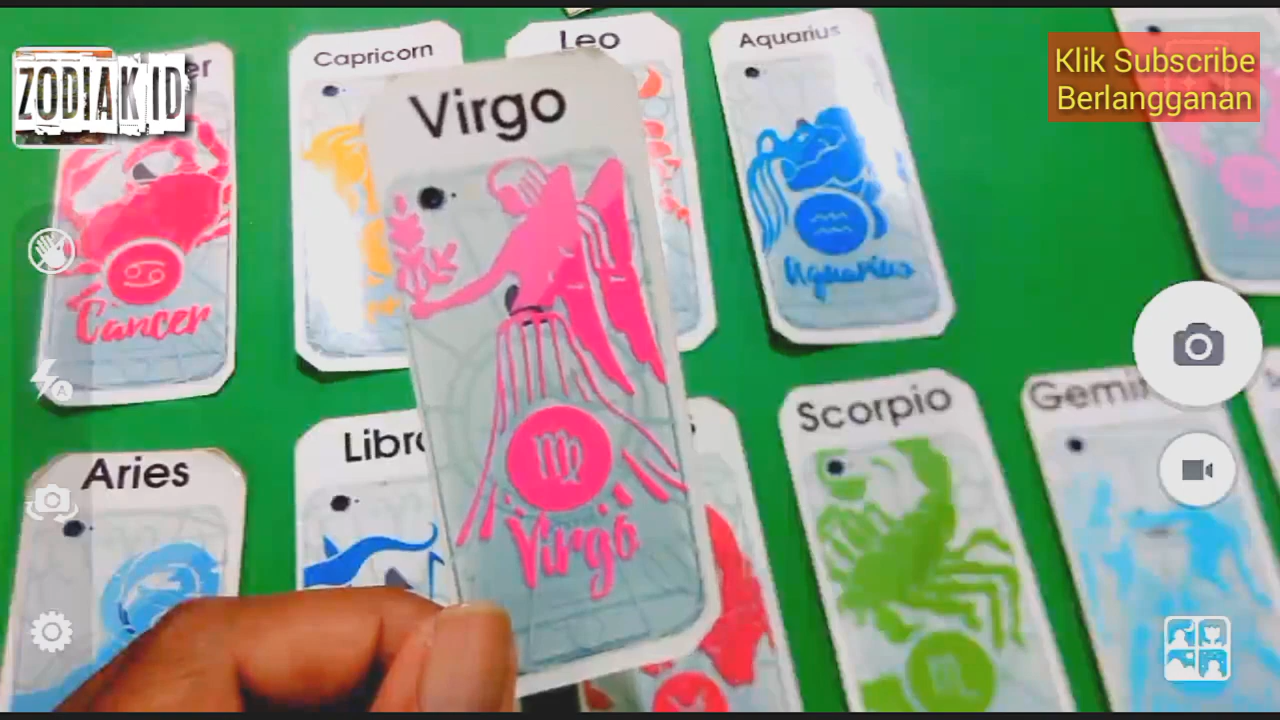 ZODIAK ID
Capricorn
Leo
Aquarius
Klik Subscribe
Berlangganan
Virgo
Cancer
Aquarius
Virgo
Aries
Scorpio